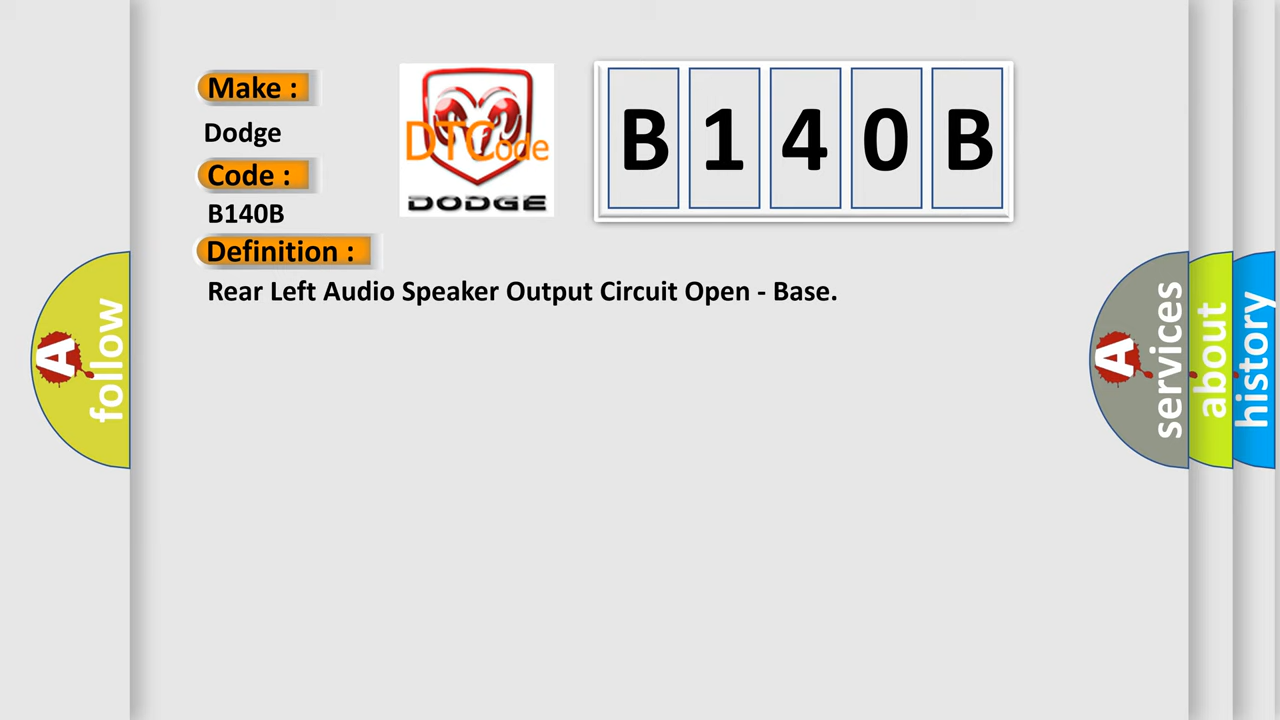 Make :
Dodge
Code :
B140B
Definition :
Rear Left Audio Speaker Output Circuit Open - Base.
DTCode
DODGE
B 1 4 0 B
A follow
A services
about
history